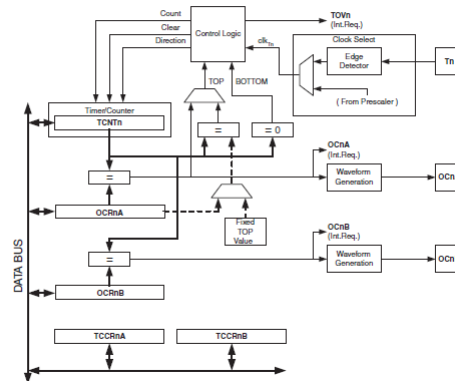 Count
Clear
Direction
Control Logic
TOVn
(Int.Req.)
clkTn
Clock Select
Edge
Detector
Tn
( From Prescaler )
TOP
BOTTOM
Timer/Counter
TCNTn
=
= 0
OCnA
(Int.Req.)
=
Waveform
Generation
OCn
OCRnA
Fixed
TOP
Value
OCnB
(Int.Req.)
=
Waveform
Generation
OCn
OCRnB
DATA BUS
TCCRnA
TCCRnB